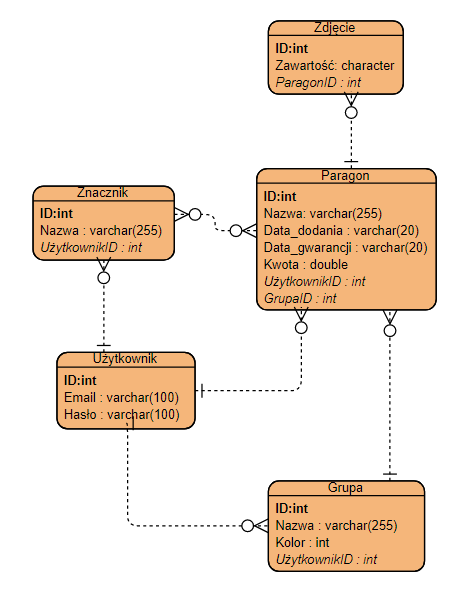 Zdjęcie
ID:int
Zawartość: character
ParagonID : int
Paragon
ID:int
Nazwa: varchar(255)
Data_dodania : varchar(20)
Data_gwarancji : varchar(20)
Kwota : double
UżytkownikID : int
GrupaID : int
Znacznik
ID:int
Nazwa : varchar(255)
UżytkownikID : int
Użytkownik
ID:int
Email : varchar(100)
Hasło : varchar(100)
Grupa
ID:int
Nazwa : varchar(255)
Kolor : int
UżytkownikID : int